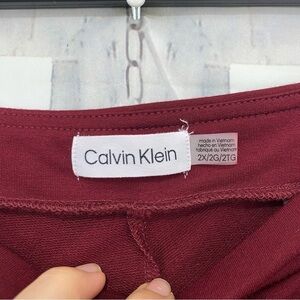 Calvin Klein
made in Vietnam
hecho en Vietnam
fabriqué au Vietnam
2X/2G/2TG